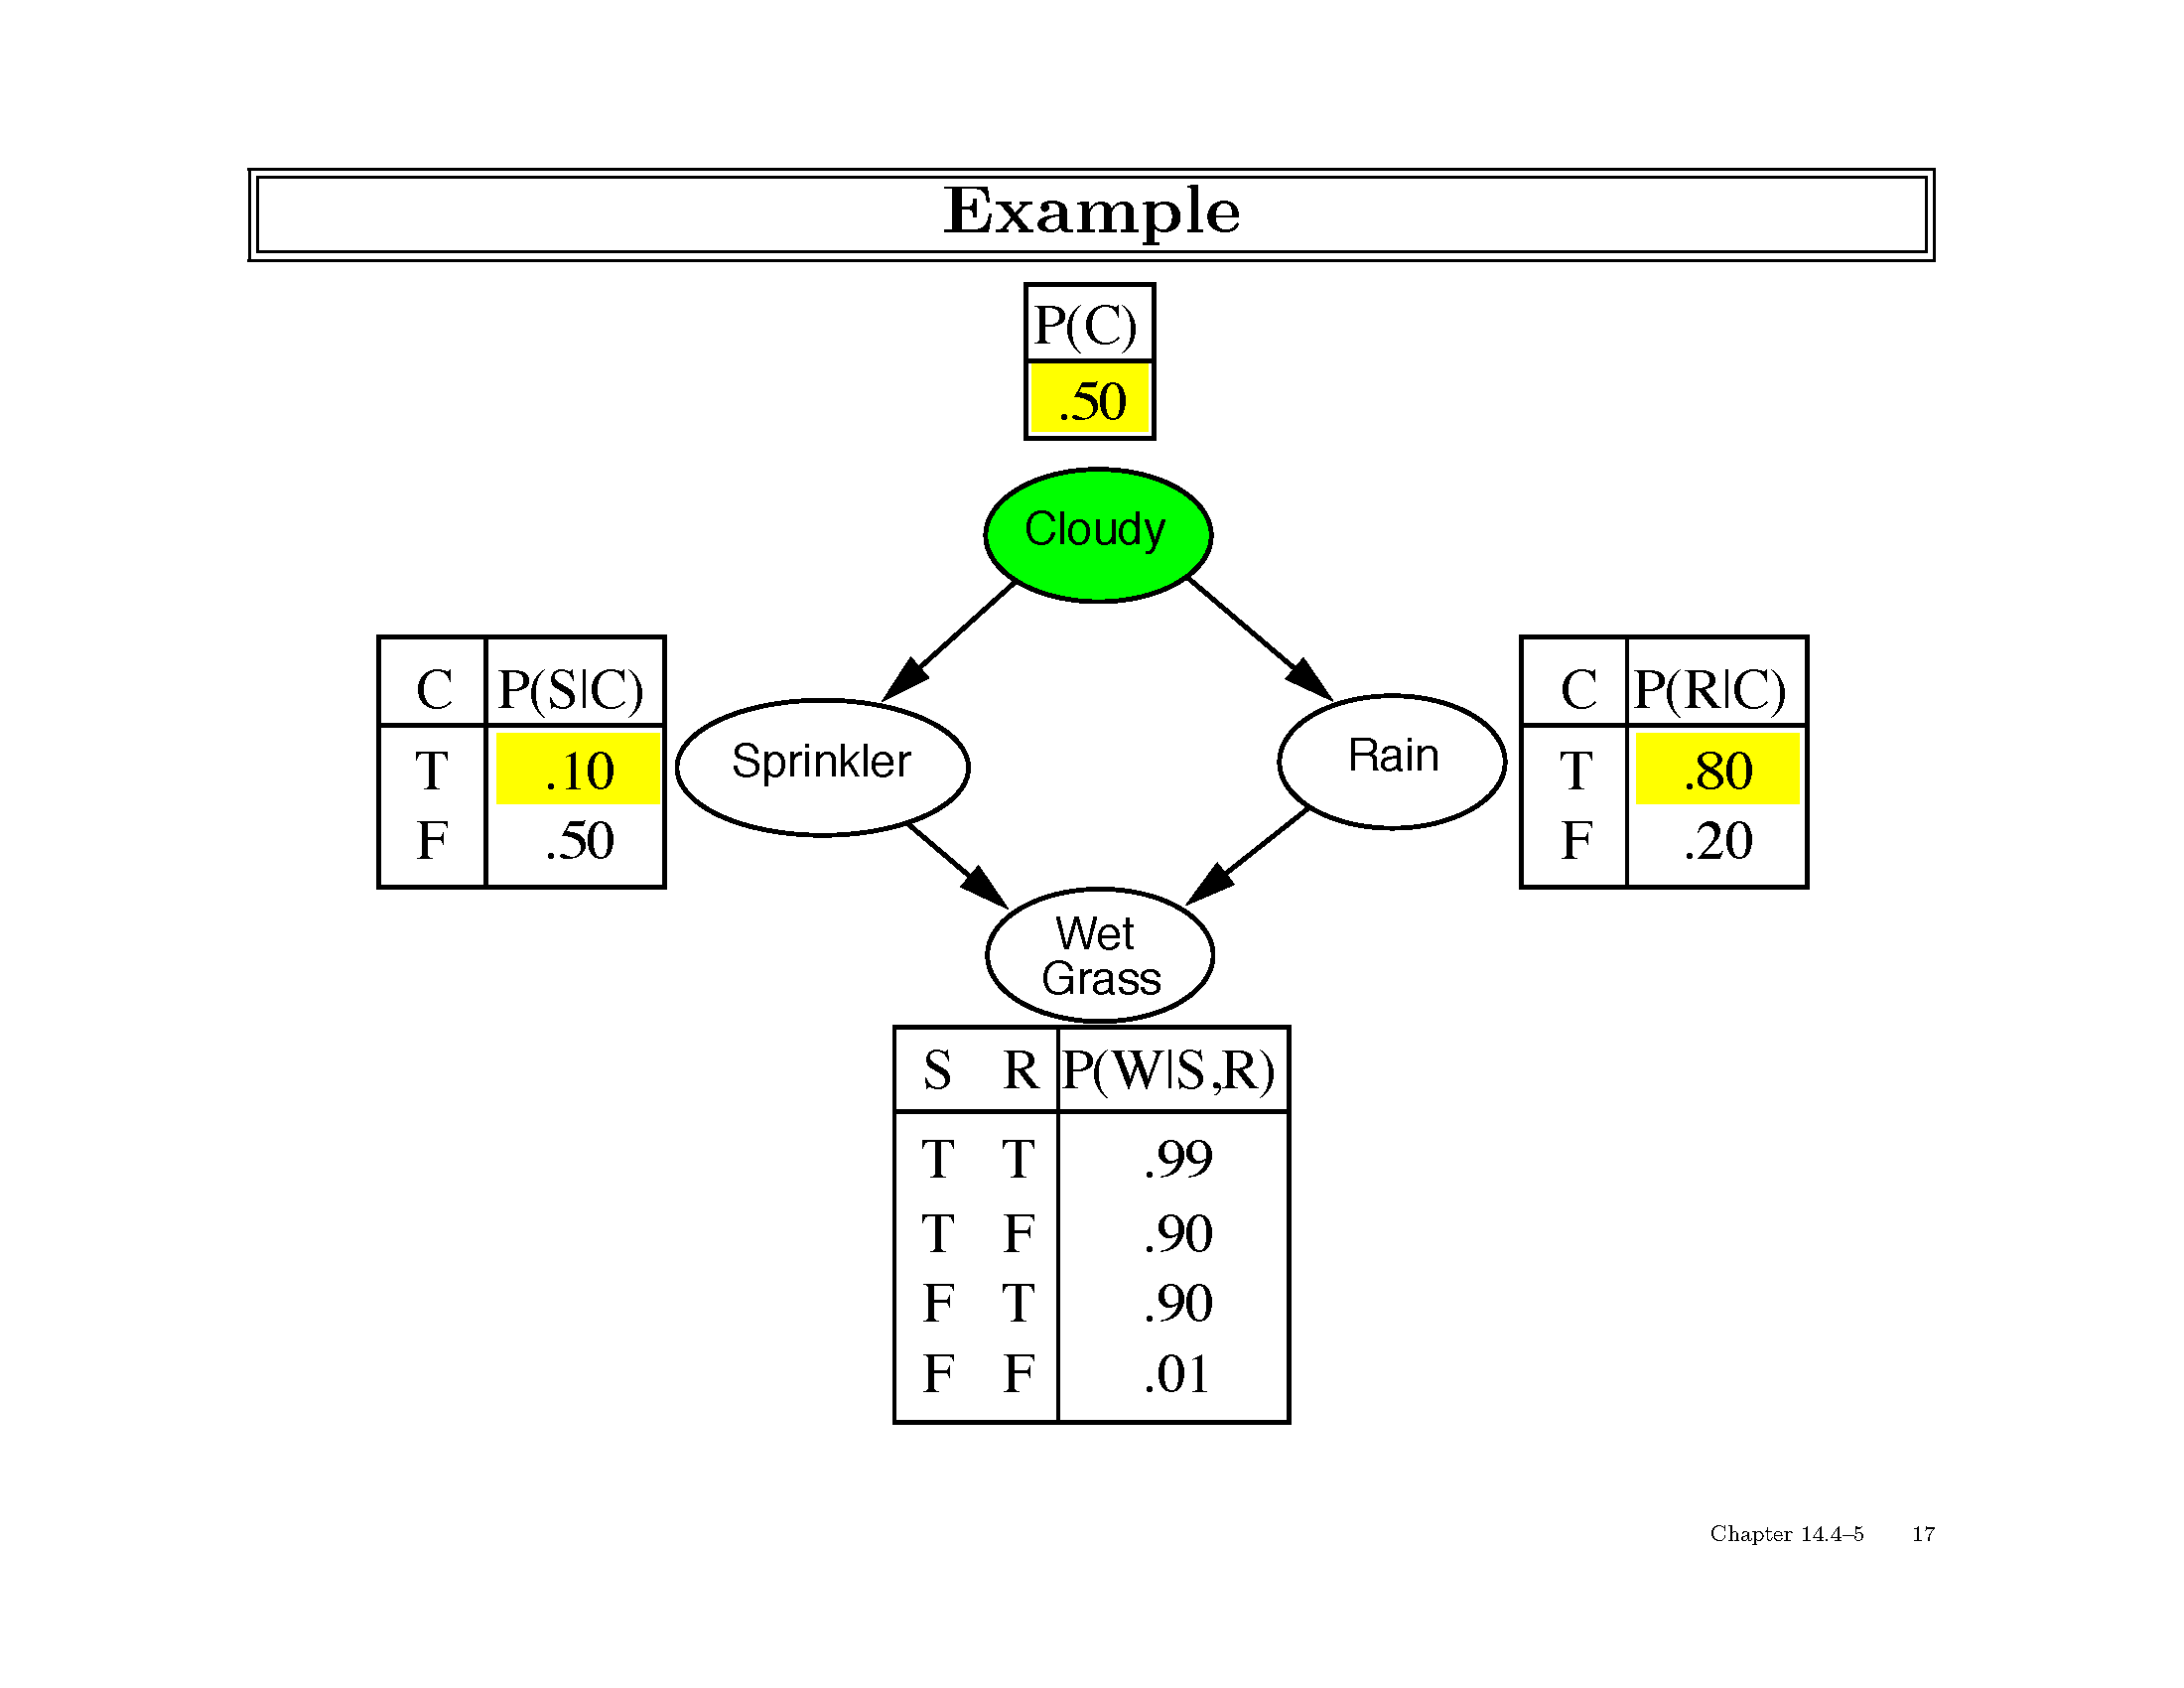 Example
P(C)
.50
Cloudy
C P(S|C)
T .10
F .50
Sprinkler
Rain
C P(R|C)
T .80
F .20
Wet
Grass
S R P(W|S,R)
T T .99
T F .90
F T .90
F F .01
Chapter 14.4–5 17